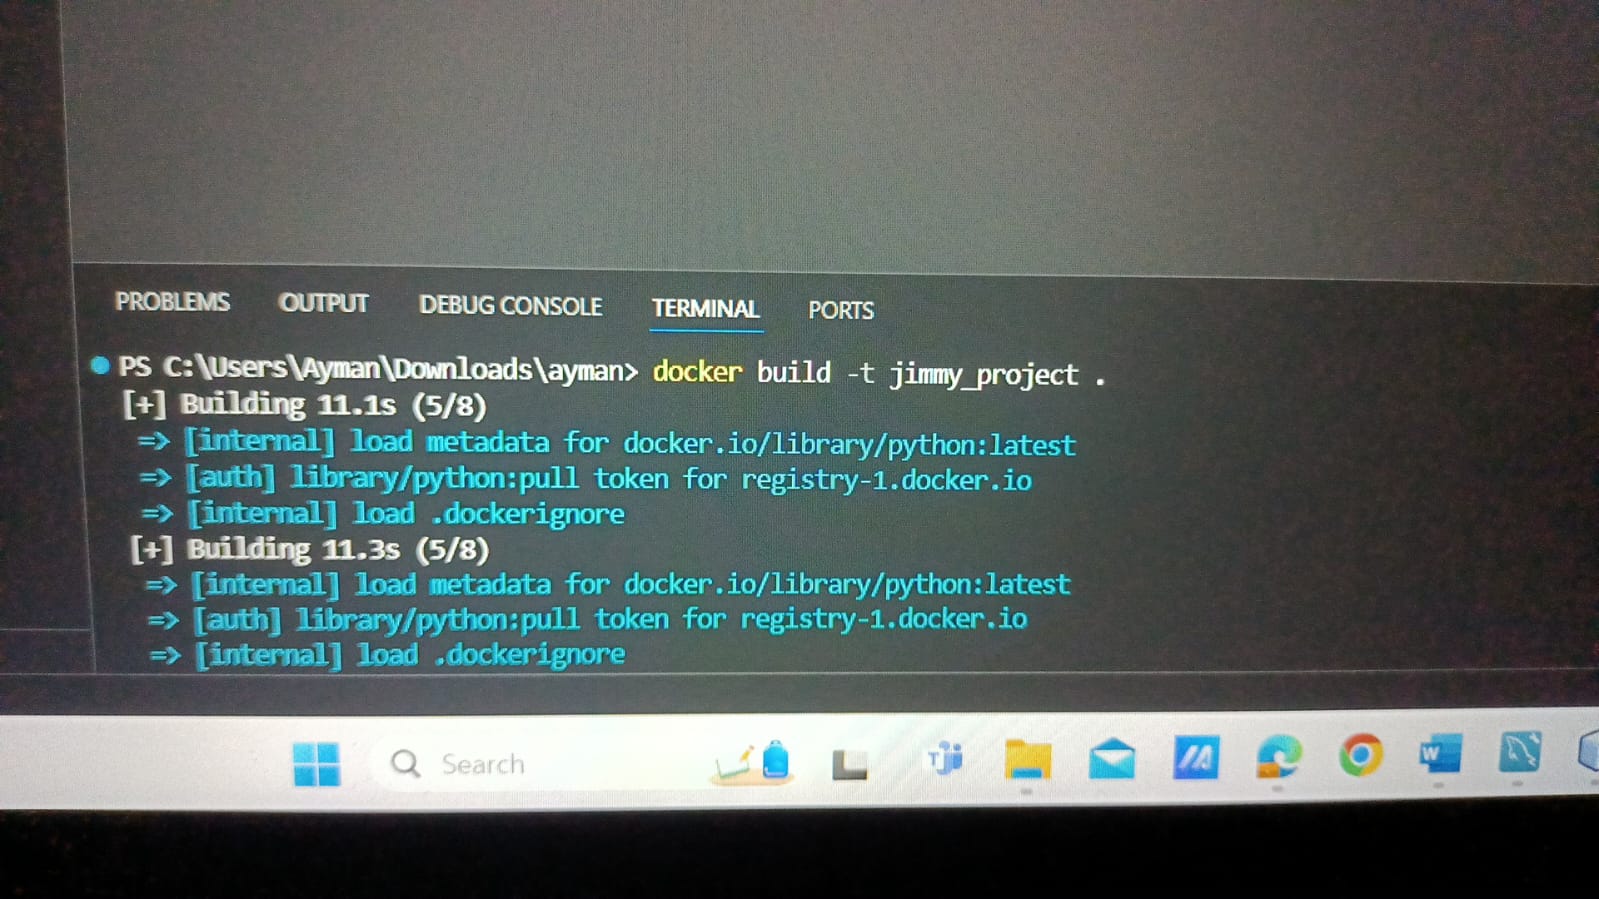 PROBLEMS OUTPUT DEBUG CONSOLE TERMINAL PORTS
PS C:\Users\Ayman\Downloads\ayman> docker build -t jimmy_project .
[+] Building 11.1s (5/8)
=> [internal] load metadata for docker.io/library/python:latest
=> [auth] library/python:pull token for registry-1.docker.io
=> [internal] load .dockerignore
[+] Building 11.3s (5/8)
=> [internal] load metadata for docker.io/library/python:latest
=> [auth] library/python:pull token for registry-1.docker.io
=> [internal] load .dockerignore
Search